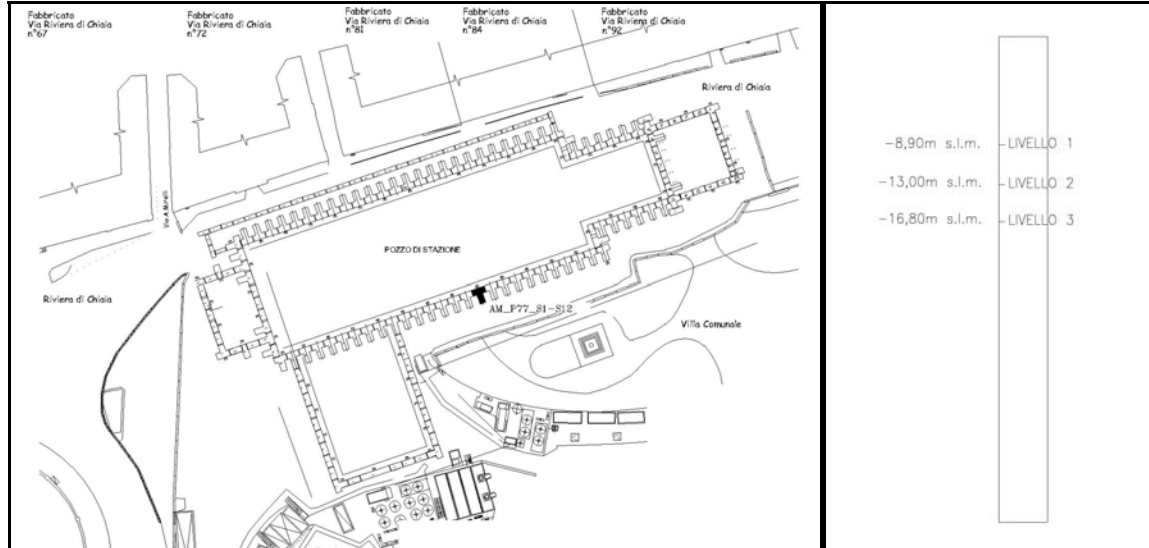 Fabbricato
Via Riviera di Chiaia
n°67
Fabbricato
Via Riviera di Chiaia
n°72
Fabbricato
Via Riviera di Chiaia
n°81
Fabbricato
Via Riviera di Chiaia
n°84
Fabbricato
Via Riviera di Chiaia
n°92
Riviera di Chiaia
Via A.Mirelli
POZZO DI STAZIONE
Riviera di Chiaia
AM_P77_S1-S12
Villa Comunale
-8,90m s.l.m. LIVELLO 1
-13,00m s.l.m. LIVELLO 2
-16,80m s.l.m. LIVELLO 3